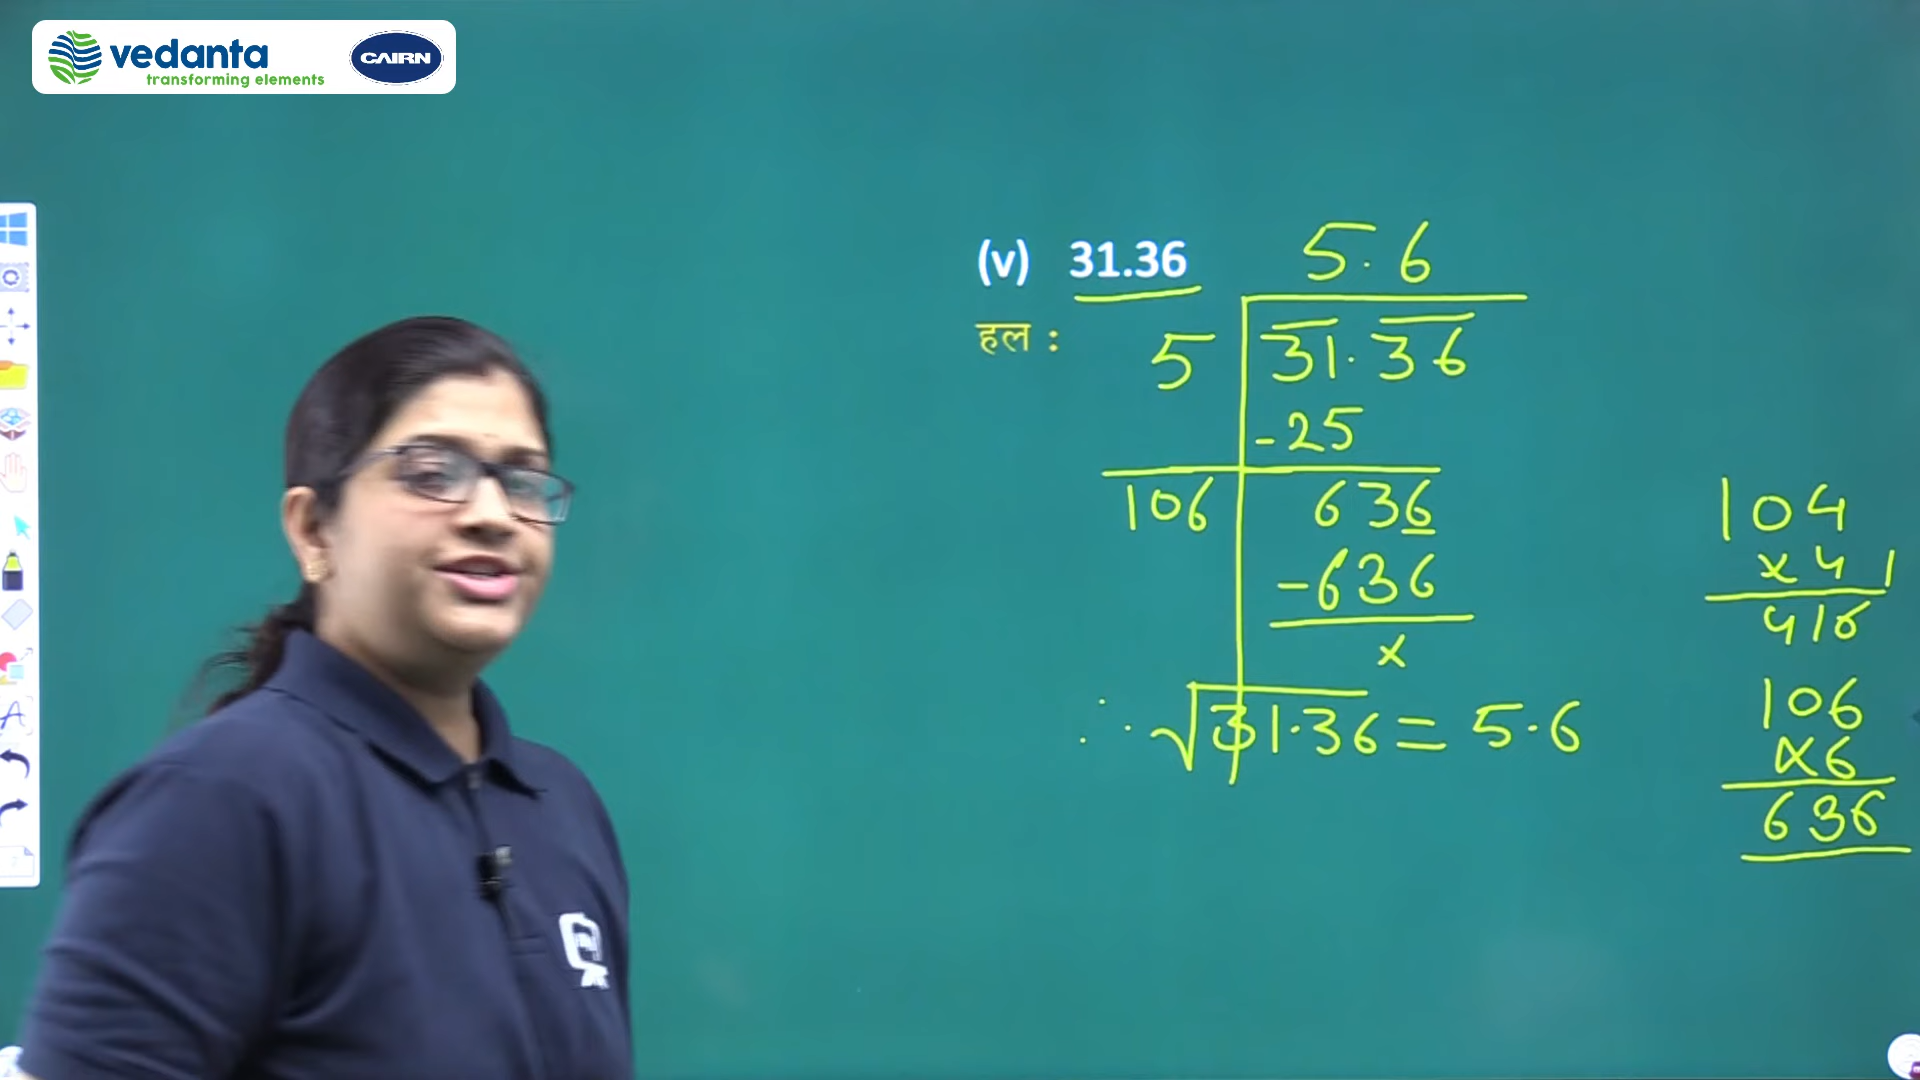 vedanta
transforming elements
CAIRN
(v) 31.36
हल :
5.6
5 31.36
-25
106 636
-636
x
∴ √31.36 = 5.6
104
x4
416
106
x6
636